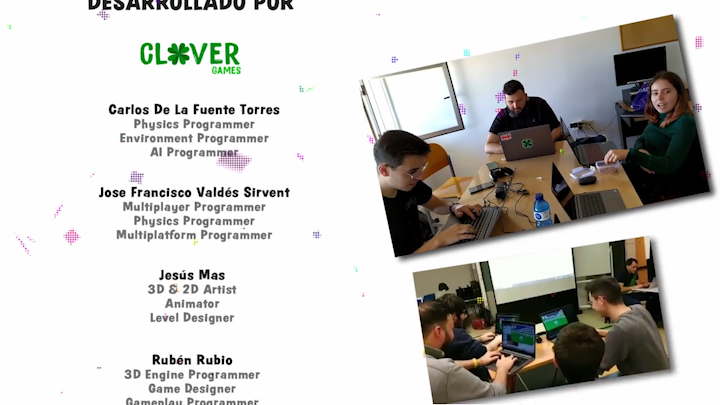 DESARROLLADO POR
CLOVER
GAMES
Carlos De La Fuente Torres
Physics Programmer
Environment Programmer
AI Programmer
Jose Francisco Valdés Sirvent
Multiplayer Programmer
Physics Programmer
Multiplatform Programmer
Jesús Mas
3D & 2D Artist
Animator
Level Designer
Rubén Rubio
3D Engine Programmer
Game Designer
Gameplay Programmer